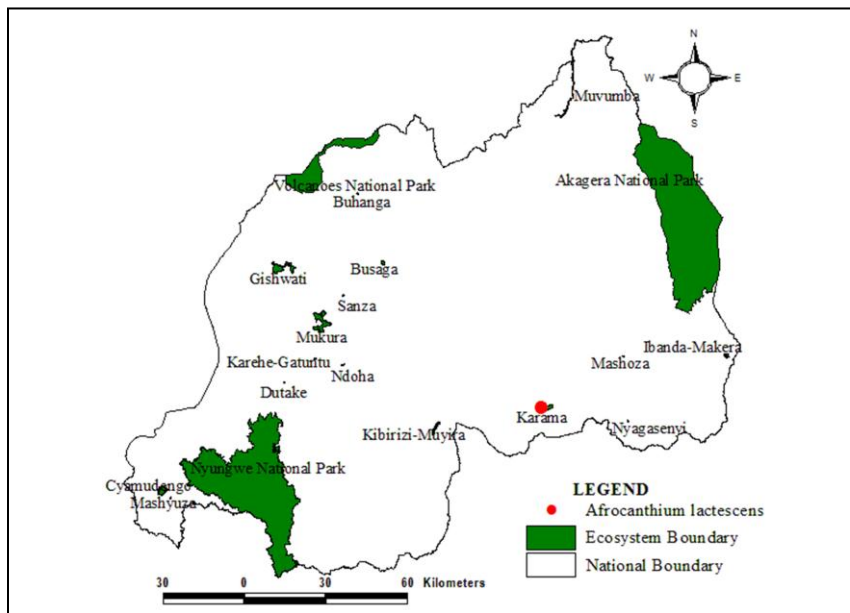 N
W E
S
Muvumba
Volcanoes National Park
Akagera National Park
Buhanga
Gishwati
Busaga
Sanza
Mukura
Ibanda-Makera
Karehe-Gaturitu
Mashoza
Ndoha
Dutake
Karama
Nyagasenyi
Kibirizi-Muyira
Nyungwe National Park
Cyamudongo
Mashyuza
LEGEND
Afrocanthium lactescens
Ecosystem Boundary
National Boundary
30 0 30 60 Kilometers